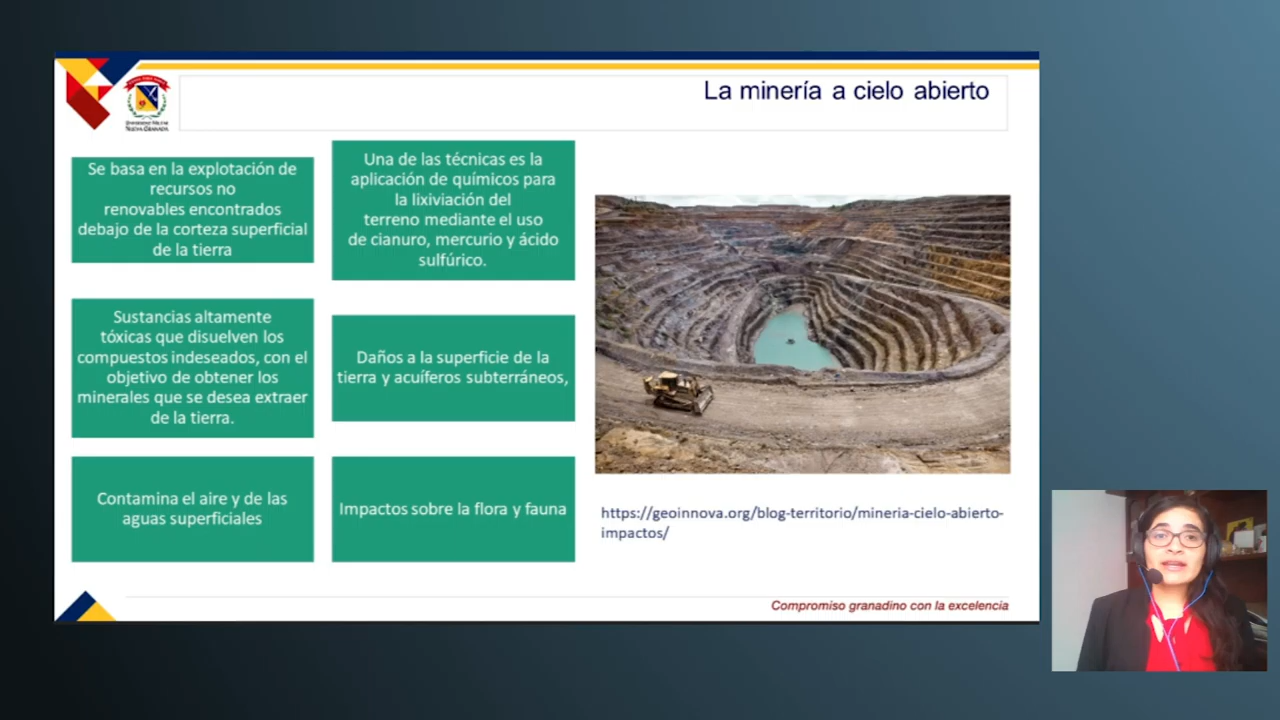 La minería a cielo abierto
UNIVERSIDAD MILITAR
NUEVA GRANADA
Se basa en la explotación de
recursos no
renovables encontrados
debajo de la corteza superficial
de la tierra
Una de las técnicas es la
aplicación de químicos para
la lixiviación del
terreno mediante el uso
de cianuro, mercurio y ácido
sulfúrico.
Sustancias altamente
tóxicas que disuelven los
compuestos indeseados, con el
objetivo de obtener los
minerales que se desea extraer
de la tierra.
Daños a la superficie de la
tierra y acuíferos subterráneos,
Contamina el aire y de las
aguas superficiales
Impactos sobre la flora y fauna
https://geoinnova.org/blog-territorio/mineria-cielo-abierto-
impactos/
Compromiso granadino con la excelencia